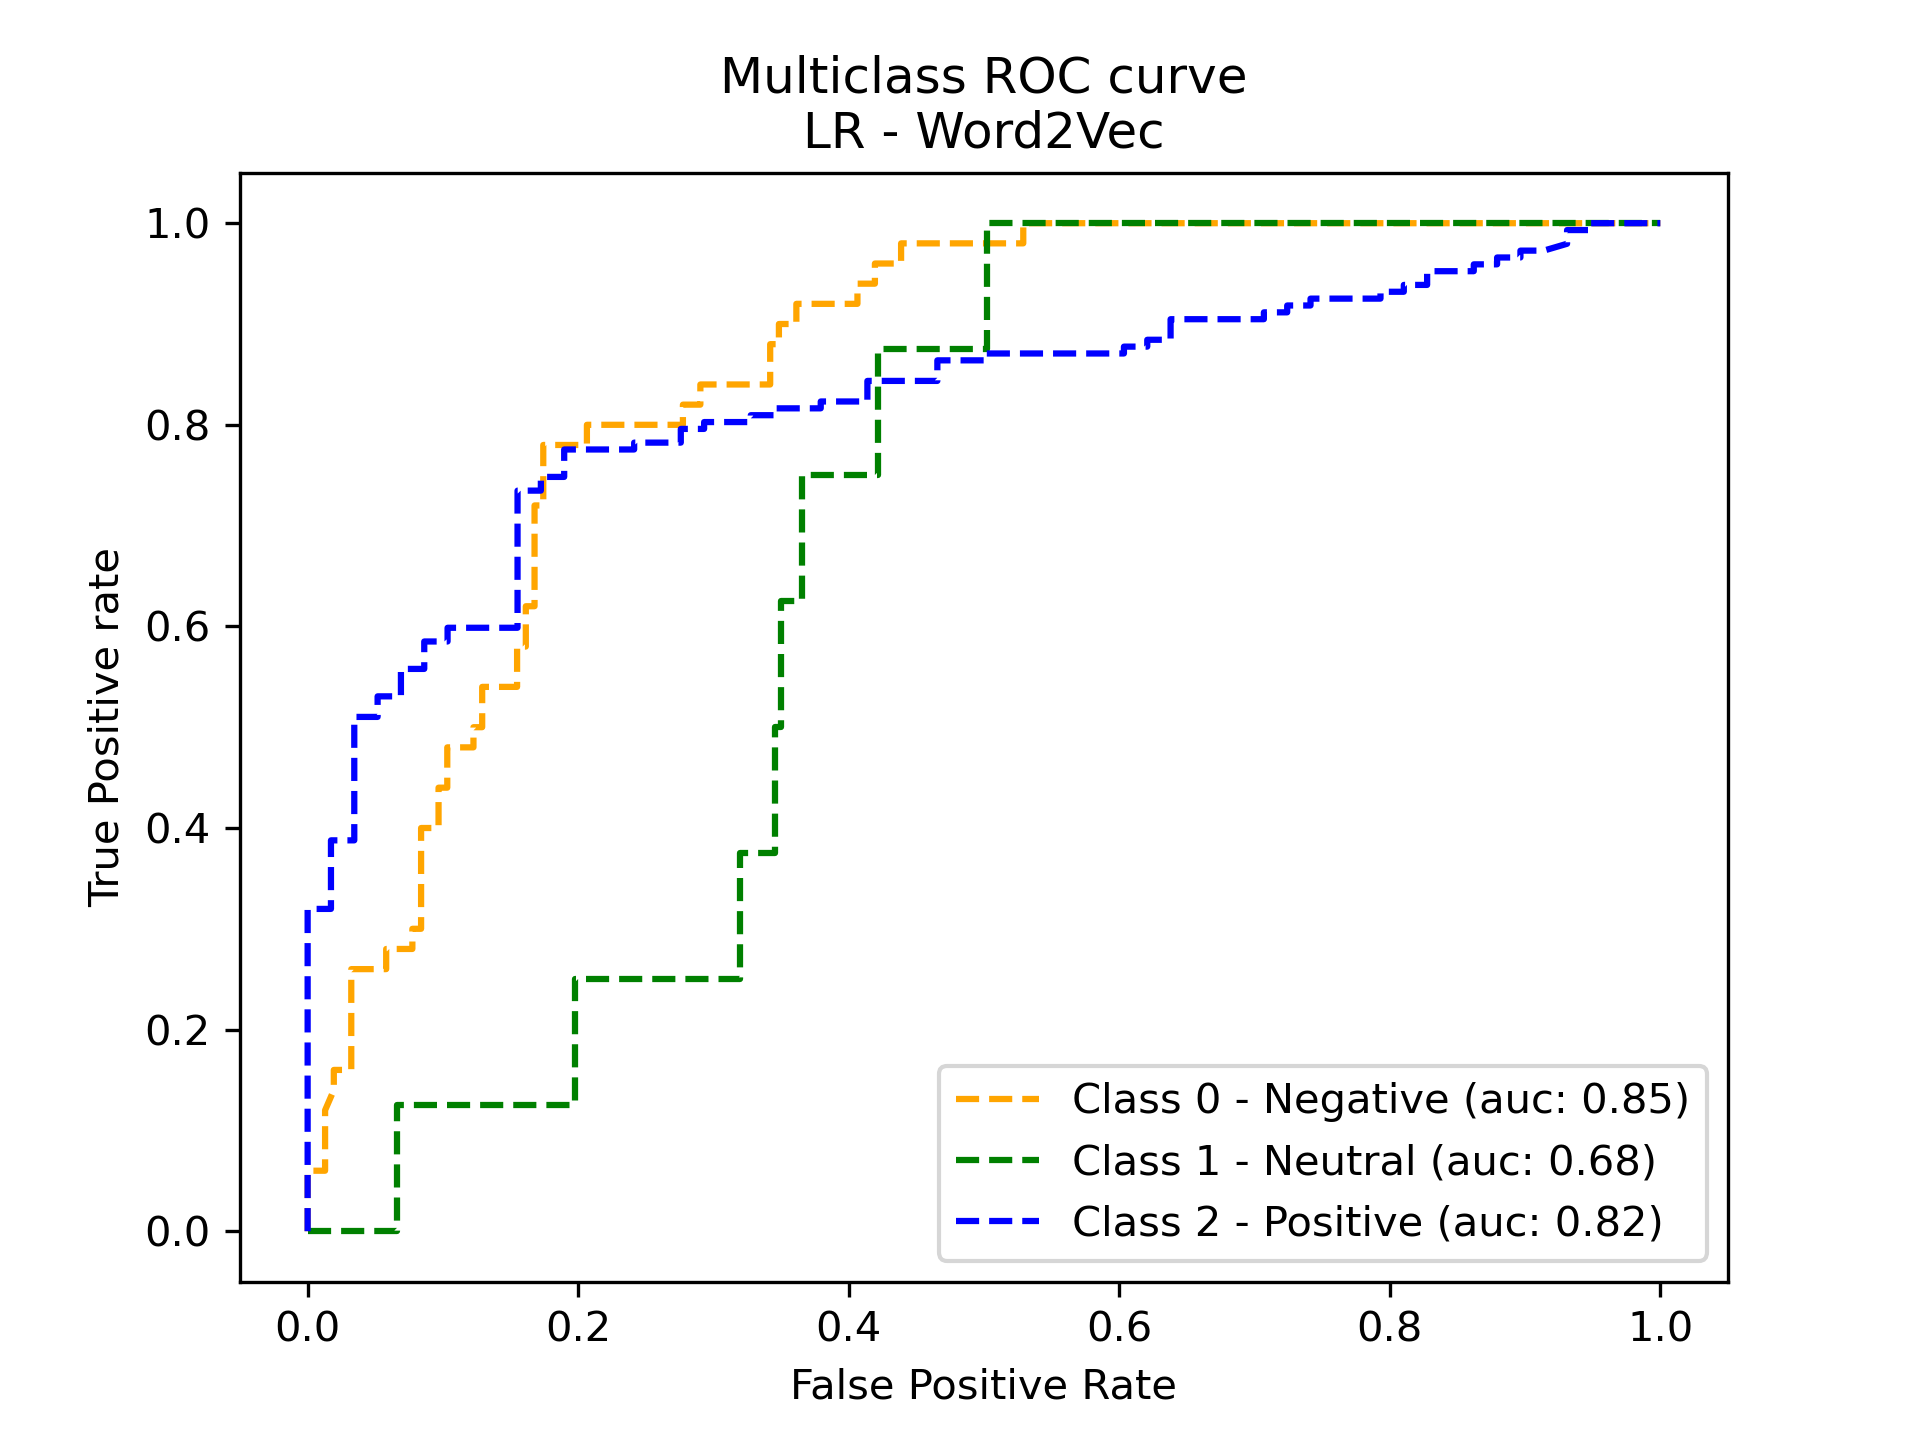 Multiclass ROC curve
LR - Word2Vec
1.0
0.8
0.6
0.4
0.2
0.0
True Positive rate
Class 0 - Negative (auc: 0.85)
Class 1 - Neutral (auc: 0.68)
Class 2 - Positive (auc: 0.82)
0.0 0.2 0.4 0.6 0.8 1.0
False Positive Rate